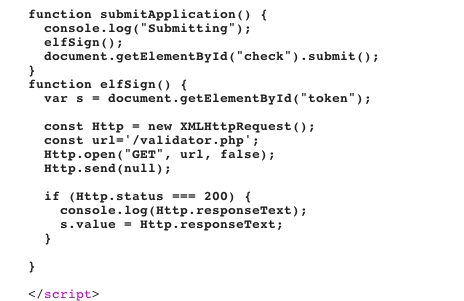 function submitApplication() {
console.log("Submitting");
elfSign();
document.getElementById("check").submit();
}
function elfSign() {
var s = document.getElementById("token");
const Http = new XMLHttpRequest();
const url='/validator.php';
Http.open("GET", url, false);
Http.send(null);
if (Http.status === 200) {
console.log(Http.responseText);
s.value = Http.responseText;
}
}
</script>